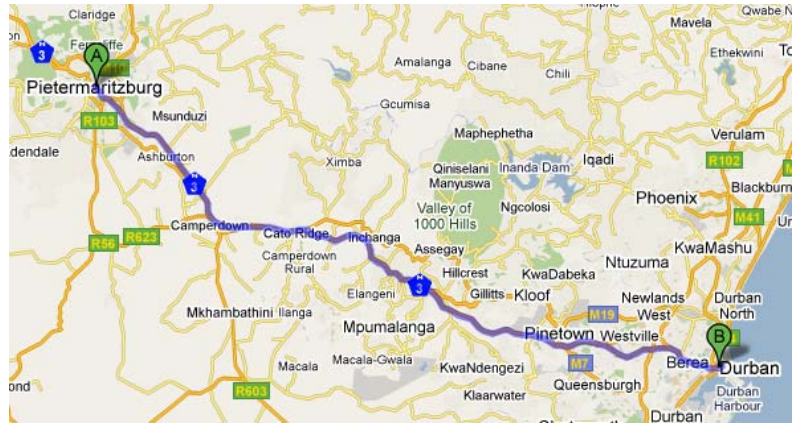 Claridge
Qwabe N
Mavela
N
3
A
Amalanga
Cibane
Chili
Ethekwini
Pietermaritzburg
Gcumisa
R103
Msunduzi
Maphephetha
Verulam
Ashburton
Ximba
Qiniselani
Manyuswa
Inanda Dam
Iqadi
R102
N
3
Phoenix
Blackburn
Valley of
1000 Hills
Ngcolosi
M41
Camperdown
Cato Ridge
Inchanga
R56
R623
Assegay
KwaMashu
Camperdown
Rural
Hillcrest
KwaDabeka
Ntuzuma
Elangeni
N
3
Gillitts
Kloof
Newlands
West
Durban
North
Mkhambathini
Ilanga
Mpumalanga
M19
Pinetown
Westville
B
Macala
Macala-Gwala
KwaNdengezi
M7
Berea
Durban
R603
Queensburgh
Klaarwater
Durban
Harbour
Durban